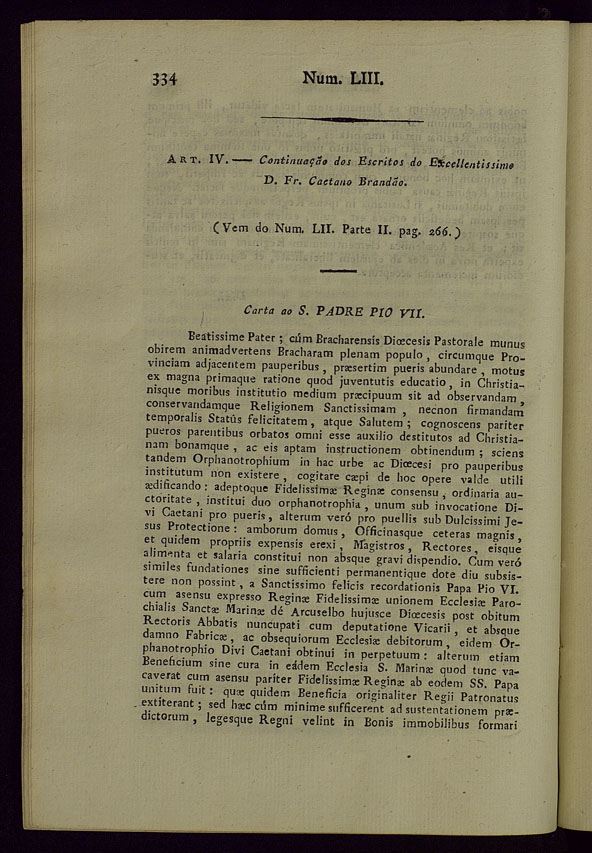 334
Num. LIII.
ART. IV. — Continuação dos Escritos do Excellentissimo
D. Fr. Caetano Brandão.
(Vem do Num. LII. Parte II. pag. 266.)
Carta ao S. PADRE PIO VII.
Beatissime Pater ; cúm Bracharensis Diœcesis Pastorale munus
obirem animadvertens Bracharam plenam populo , circumque Pro-
vinciam adjacentem pauperibus , præsertim pueris abundare , motus
ex magna primaque ratione quod juventutis educatio , in Christia-
nisque moribus institutio medium præcipuum sit ad observandam ,
conservandamque Religionem Sanctissimam , necnon firmandam
temporalis Statûs felicitatem , atque Salutem ; cognoscens pariter
pueros parentibus orbatos omni esse auxilio destitutos ad Christia-
nam bonamque , ac eis aptam instructionem obtinendum ; sciens
tandem Orphanotrophium in hac urbe ac Diœcesi pro pauperibus
institutum non existere , cogitare cæpi de hoc opere valde utili
ædificando : adeptoque Fidelissimæ Reginæ consensu , ordinaria au-
ctoritate , institui duo orphanotrophia , unum sub invocatione Di-
vi Caetani pro pueris, alterum veró pro puellis sub Dulcissimi Je-
sus Protectione : amborum domus, Officinasque ceteras magnis ,
et quidem propriis expensis erexi , Magistros , Rectores, eisque
alimenta et salaria constitui non absque gravi dispendio. Cum veró
similes fundationes sine sufficienti permanentique dote diu subsis-
tere non possint , a Sanctissimo felicis recordationis Papa Pio VI.
cum asensu expresso Reginæ Fidelissimæ unionem Ecclesiæ Paro-
chialis Sanctæ Marinæ dé Arcuselbo hujusce Diœcesis post obitum
Rectoris Abbatis nuncupati cum deputatione Vicarii , et absque
damno Fabricæ, ac obsequiorum Ecclesiæ debitorum , eidem Or-
phanotrophio Divi Caetani obtinui in perpetuum : alterum etiam
Beneficium sine cura in eádem Ecclesia S. Marinæ quod tunc va-
caverat cum asensu pariter Fidelissimæ Reginæ ab eodem SS. Papa
unitum fuit : quæ quidem Beneficia originaliter Regii Patronatus
extiterant ; sed hæc cúm minime sufficerent ad sustentationem præ-
dictorum , legesque Regni velint in Bonis immobilibus formari